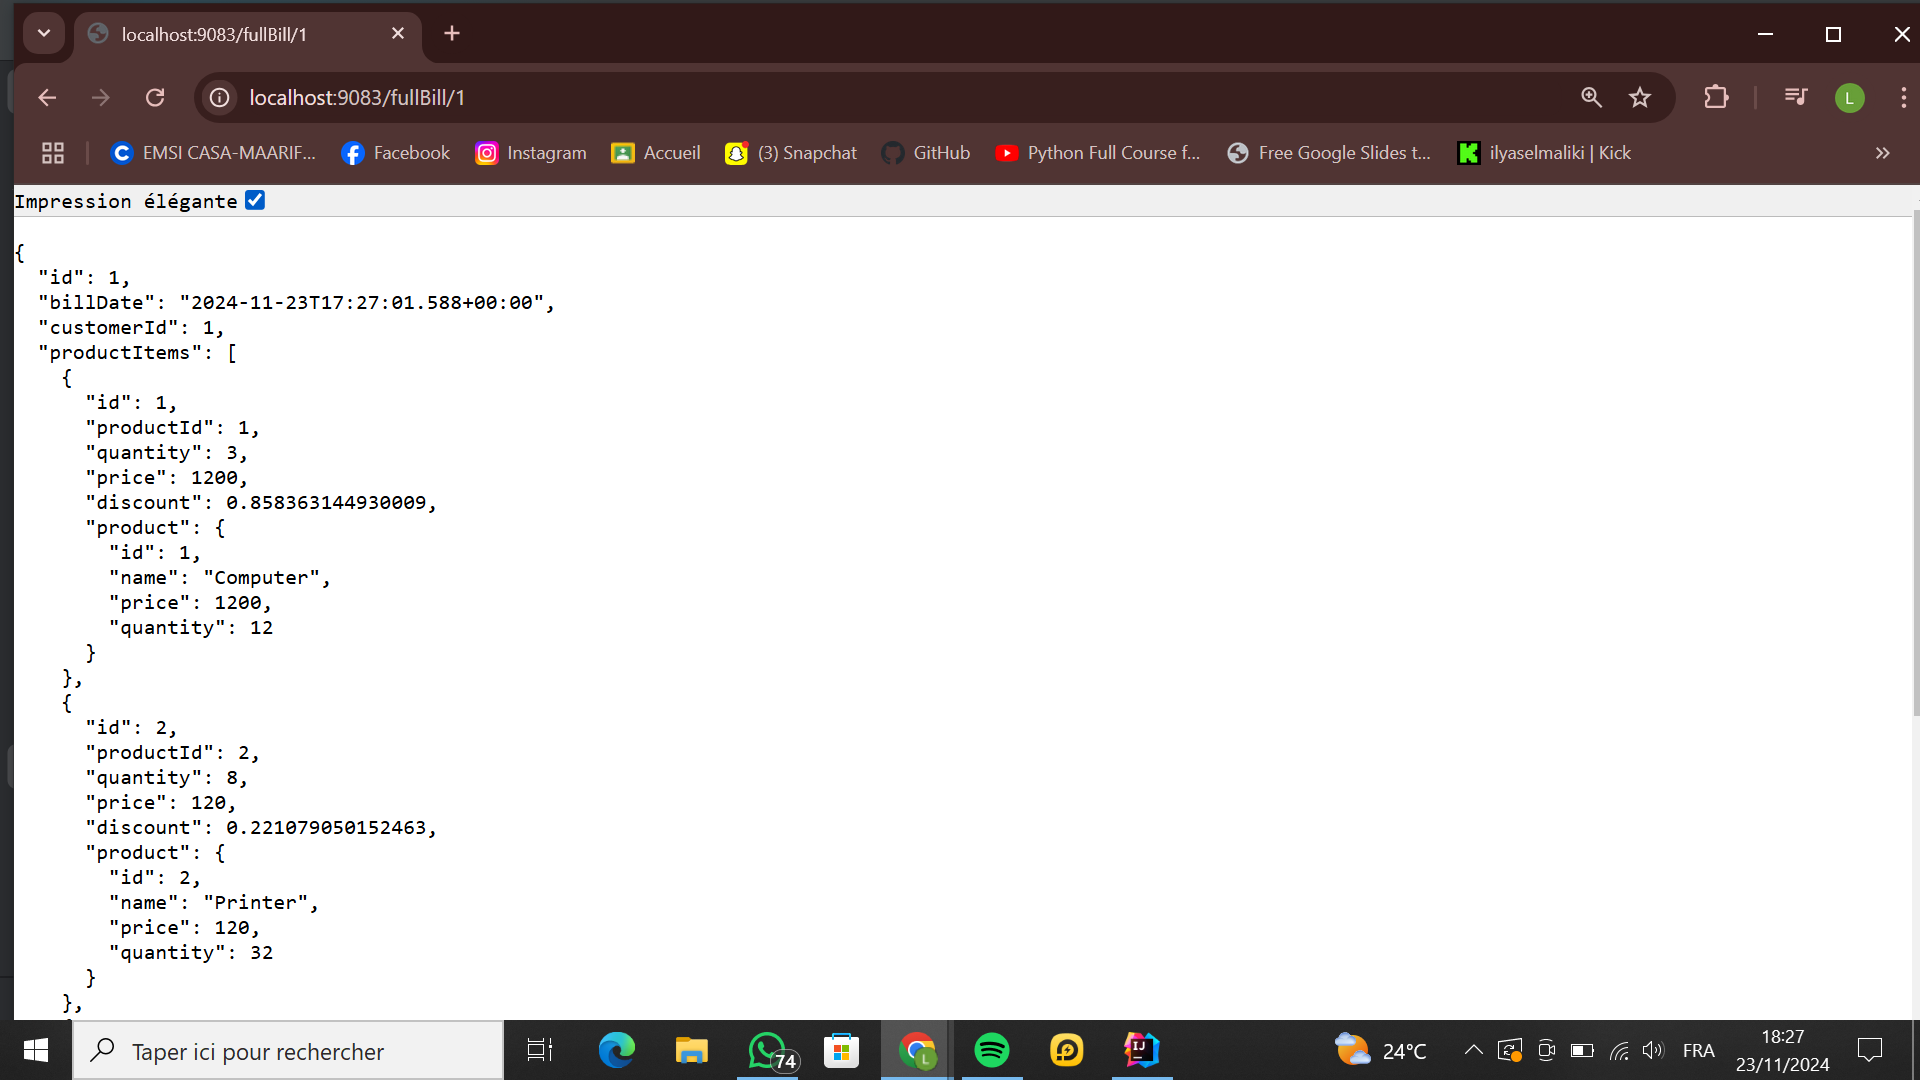 localhost:9083/fullBill/1
localhost:9083/fullBill/1
L
EMSI CASA-MAARIF...
Facebook
Instagram
Accueil
(3) Snapchat
GitHub
Python Full Course f...
Free Google Slides t...
ilyaselmaliki | Kick
Impression élégante
{
"id": 1,
"billDate": "2024-11-23T17:27:01.588+00:00",
"customerId": 1,
"productItems": [
{
"id": 1,
"productId": 1,
"quantity": 3,
"price": 1200,
"discount": 0.858363144930009,
"product": {
"id": 1,
"name": "Computer",
"price": 1200,
"quantity": 12
}
},
{
"id": 2,
"productId": 2,
"quantity": 8,
"price": 120,
"discount": 0.221079050152463,
"product": {
"id": 2,
"name": "Printer",
"price": 120,
"quantity": 32
}
},
Taper ici pour rechercher
74
L
IJ
24°C
FRA
18:27
23/11/2024